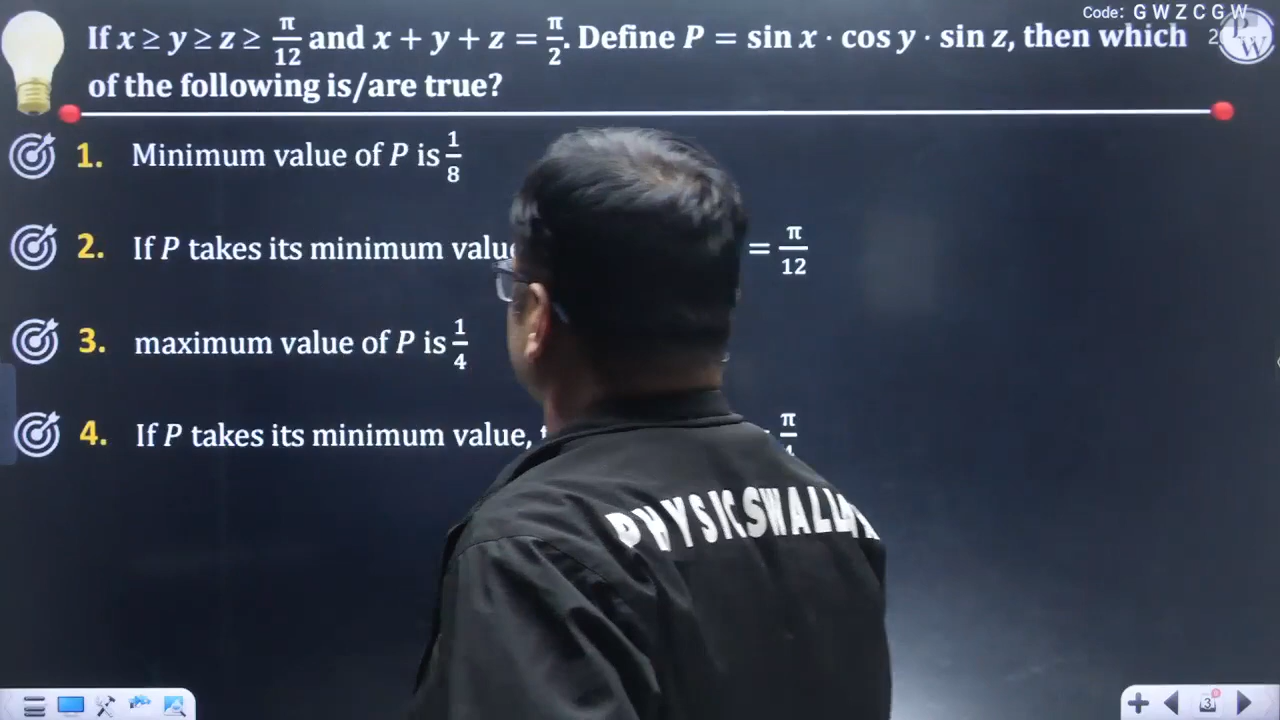 Code: G W Z C G W
If x ≥ y ≥ z ≥ π/12 and x + y + z = π/2. Define P = sin x · cos y · sin z, then which
of the following is/are true?
1. Minimum value of P is 1/8
2. If P takes its minimum = π/12
3. maximum value of P is 1/4
4. If P takes its minimum value, π
PHYSICS